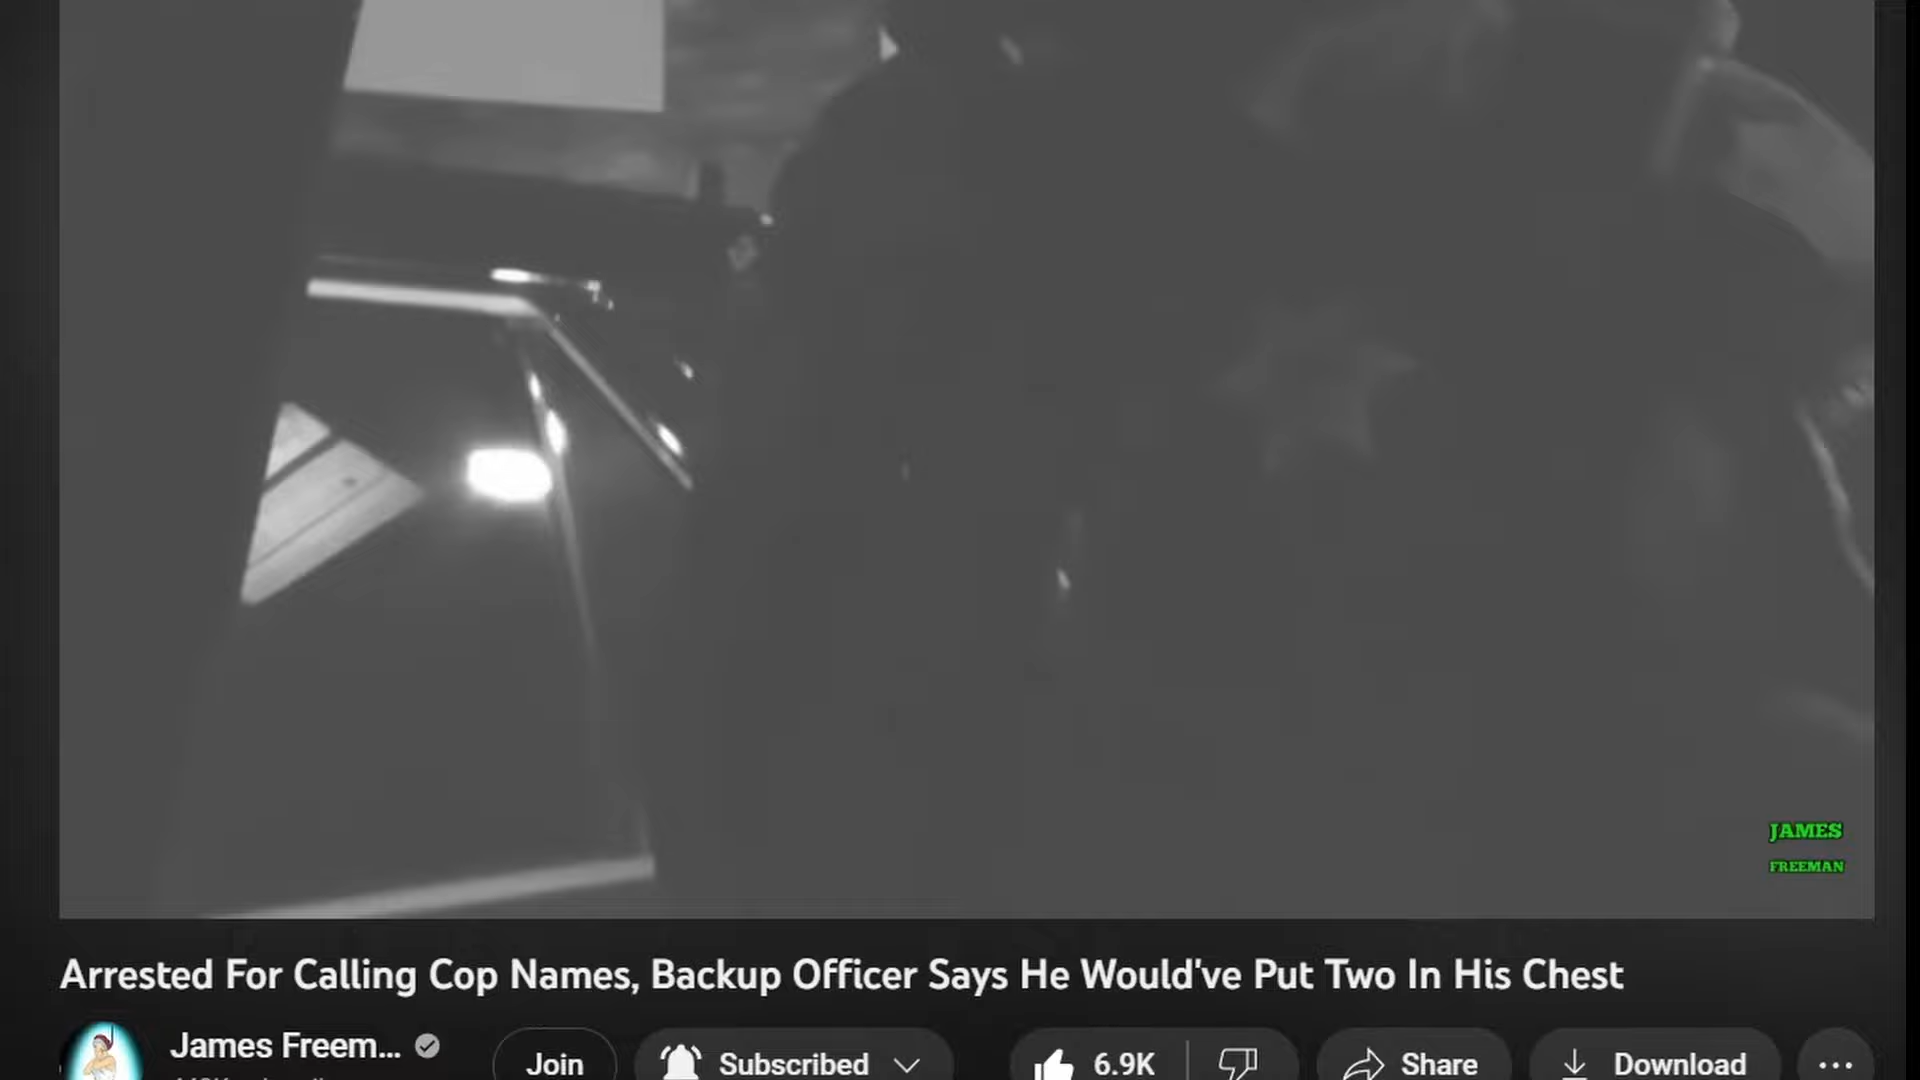 JAMES
FREEMAN
Arrested For Calling Cop Names, Backup Officer Says He Would've Put Two In His Chest
James Freem...
Join
Subscribed
6.9K
Share
Download